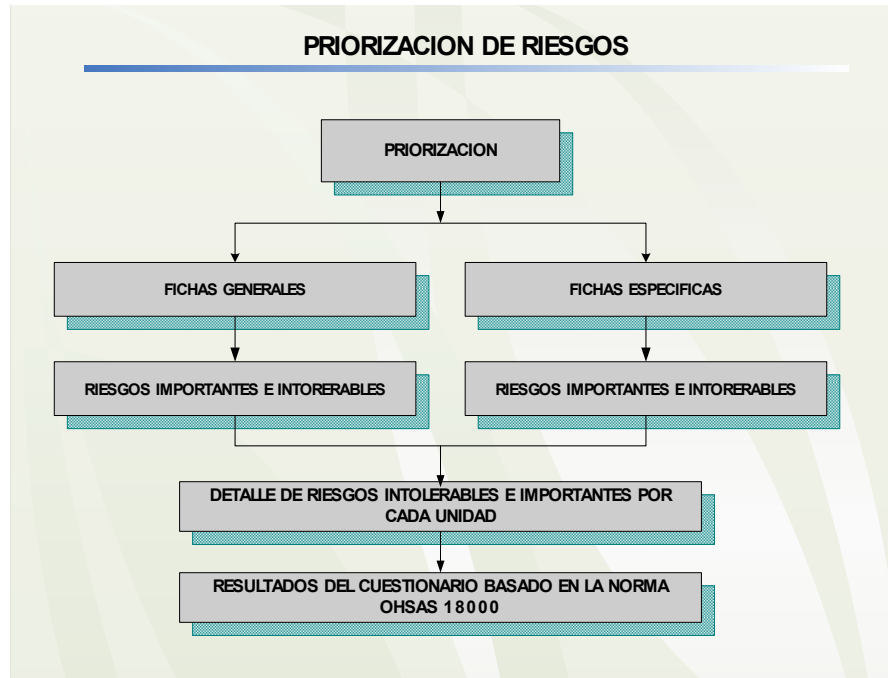 PRIORIZACION DE RIESGOS
PRIORIZACION
FICHAS GENERALES
FICHAS ESPECIFICAS
RIESGOS IMPORTANTES E INTORERABLES
RIESGOS IMPORTANTES E INTORERABLES
DETALLE DE RIESGOS INTOLERABLES E IMPORTANTES POR
CADA UNIDAD
RESULTADOS DEL CUESTIONARIO BASADO EN LA NORMA
OHSAS 18000